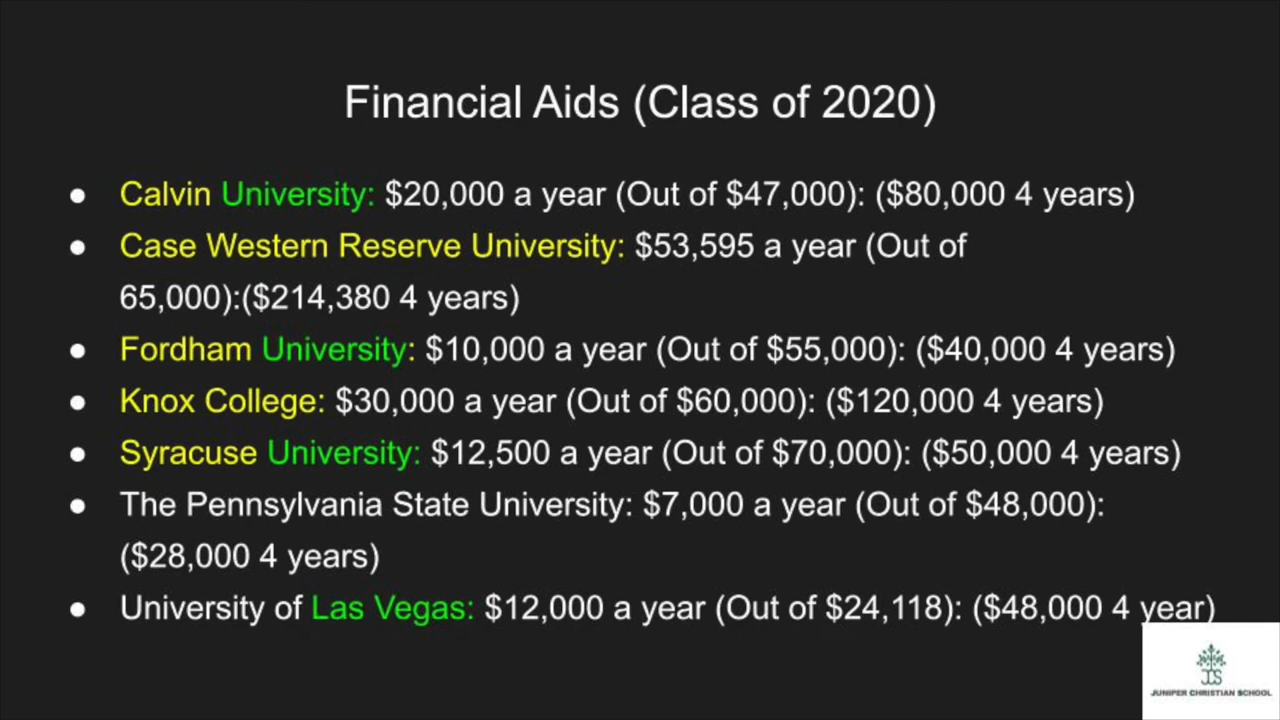 Financial Aids (Class of 2020)
● Calvin University: $20,000 a year (Out of $47,000): ($80,000 4 years)
● Case Western Reserve University: $53,595 a year (Out of
65,000):($214,380 4 years)
● Fordham University: $10,000 a year (Out of $55,000): ($40,000 4 years)
● Knox College: $30,000 a year (Out of $60,000): ($120,000 4 years)
● Syracuse University: $12,500 a year (Out of $70,000): ($50,000 4 years)
● The Pennsylvania State University: $7,000 a year (Out of $48,000):
($28,000 4 years)
● University of Las Vegas: $12,000 a year (Out of $24,118): ($48,000 4 year)
JCS
JUNIPER CHRISTIAN SCHOOL